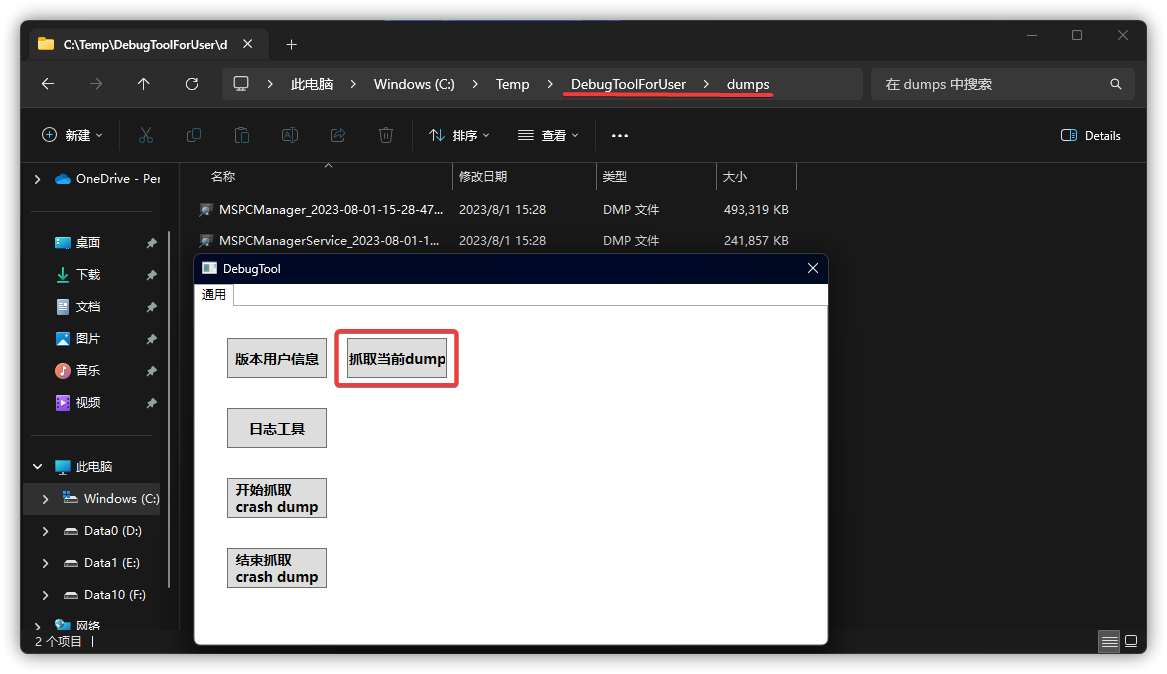 C:\Temp\DebugToolForUser\d
此电脑 Windows (C:) Temp DebugToolForUser dumps
在 dumps 中搜索
新建
排序
查看
Details
OneDrive - Per
桌面
下载
文档
图片
音乐
视频
此电脑
Windows (C:)
Data0 (D:)
Data1 (E:)
Data10 (F:)
网络
名称 修改日期 类型 大小
MSPCManager_2023-08-01-15-28-47... 2023/8/1 15:28 DMP 文件 493,319 KB
MSPCManagerService_2023-08-01-1... 2023/8/1 15:28 DMP 文件 241,857 KB
DebugTool
通用
版本用户信息
抓取当前dump
日志工具
开始抓取
crash dump
结束抓取
crash dump
2 个项目